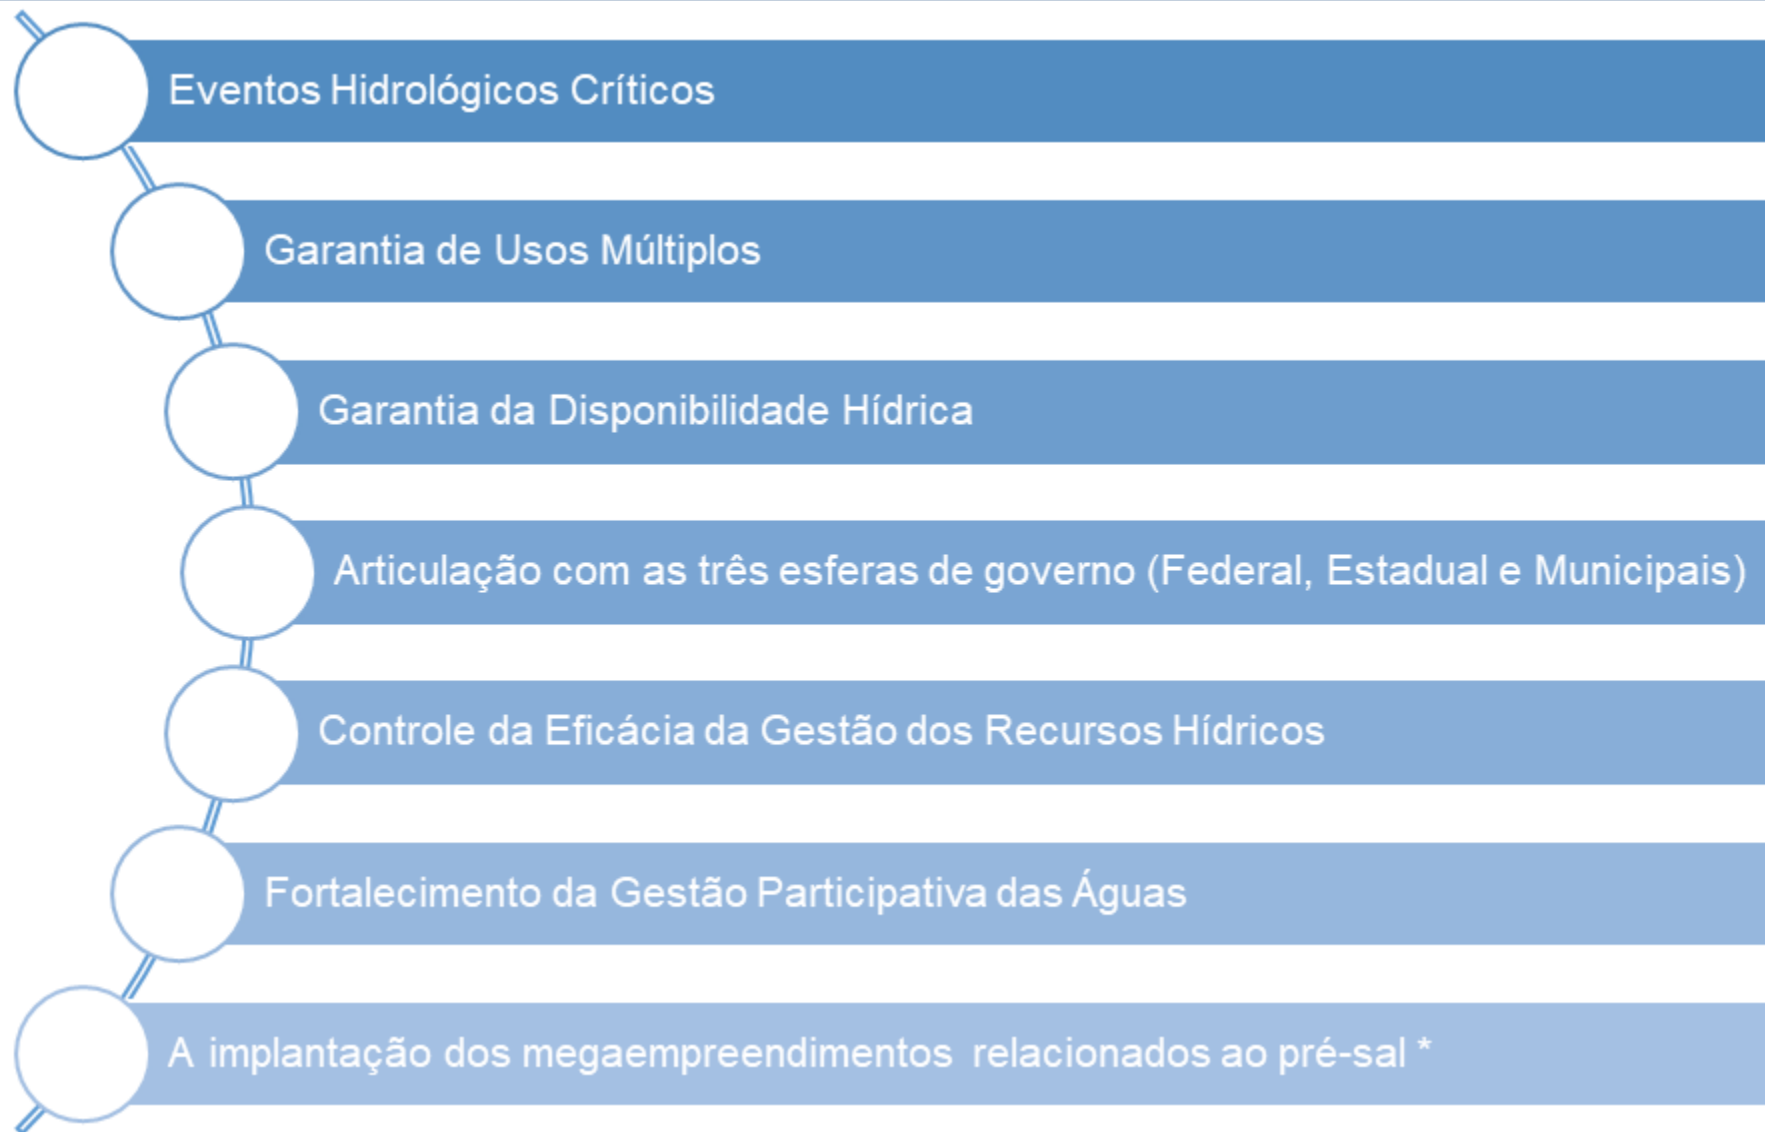 Eventos Hidrológicos Críticos
Garantia de Usos Múltiplos
Garantia da Disponibilidade Hídrica
Articulação com as três esferas de governo (Federal, Estadual e Municipais)
Controle da Eficácia da Gestão dos Recursos Hídricos
Fortalecimento da Gestão Participativa das Águas
A implantação dos megaempreendimentos relacionados ao pré-sal *